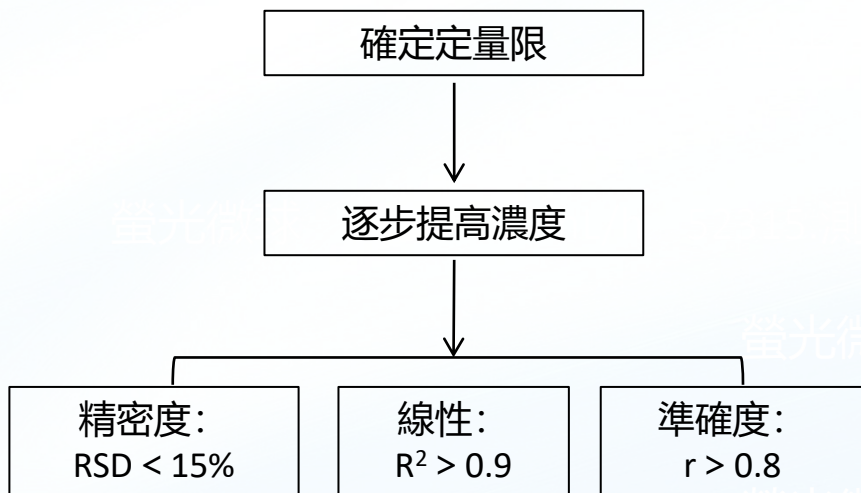 確定定量限
逐步提高濃度
精密度：
RSD < 15%
線性：
R² > 0.9
準確度：
r > 0.8